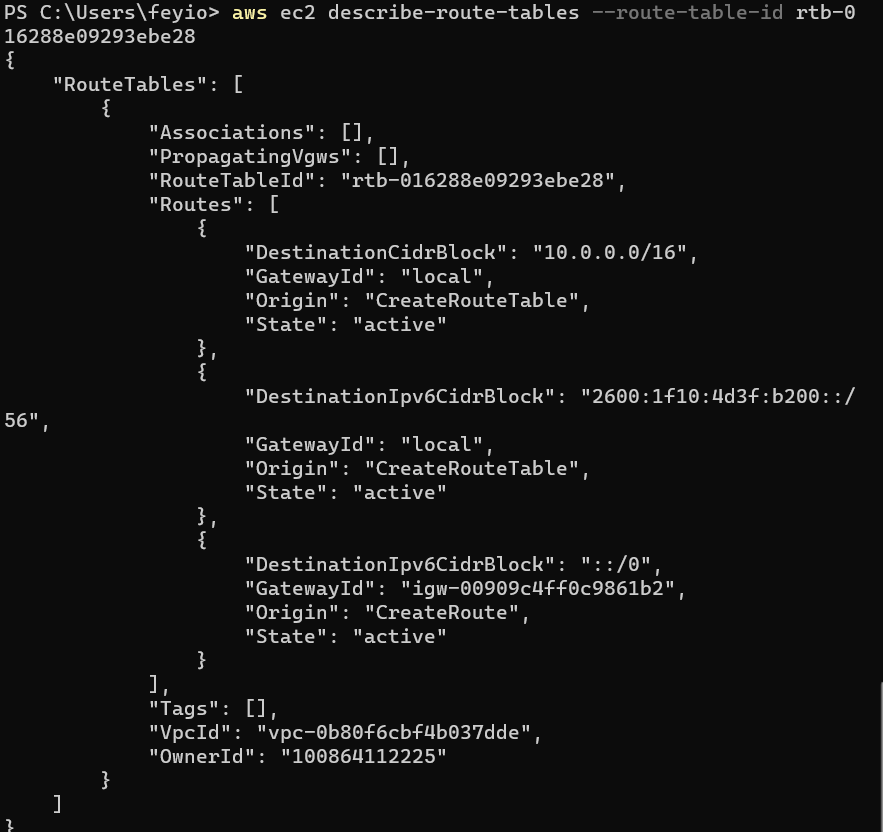 PS C:\Users\feyio> aws ec2 describe-route-tables --route-table-id rtb-0
16288e09293ebe28
{
    "RouteTables": [
        {
            "Associations": [],
            "PropagatingVgws": [],
            "RouteTableId": "rtb-016288e09293ebe28",
            "Routes": [
                {
                    "DestinationCidrBlock": "10.0.0.0/16",
                    "GatewayId": "local",
                    "Origin": "CreateRouteTable",
                    "State": "active"
                },
                {
                    "DestinationIpv6CidrBlock": "2600:1f10:4d3f:b200::/
56",
                    "GatewayId": "local",
                    "Origin": "CreateRouteTable",
                    "State": "active"
                },
                {
                    "DestinationIpv6CidrBlock": "::/0",
                    "GatewayId": "igw-00909c4ff0c9861b2",
                    "Origin": "CreateRoute",
                    "State": "active"
                }
            ],
            "Tags": [],
            "VpcId": "vpc-0b80f6cbf4b037dde",
            "OwnerId": "100864112225"
        }
    ]
}